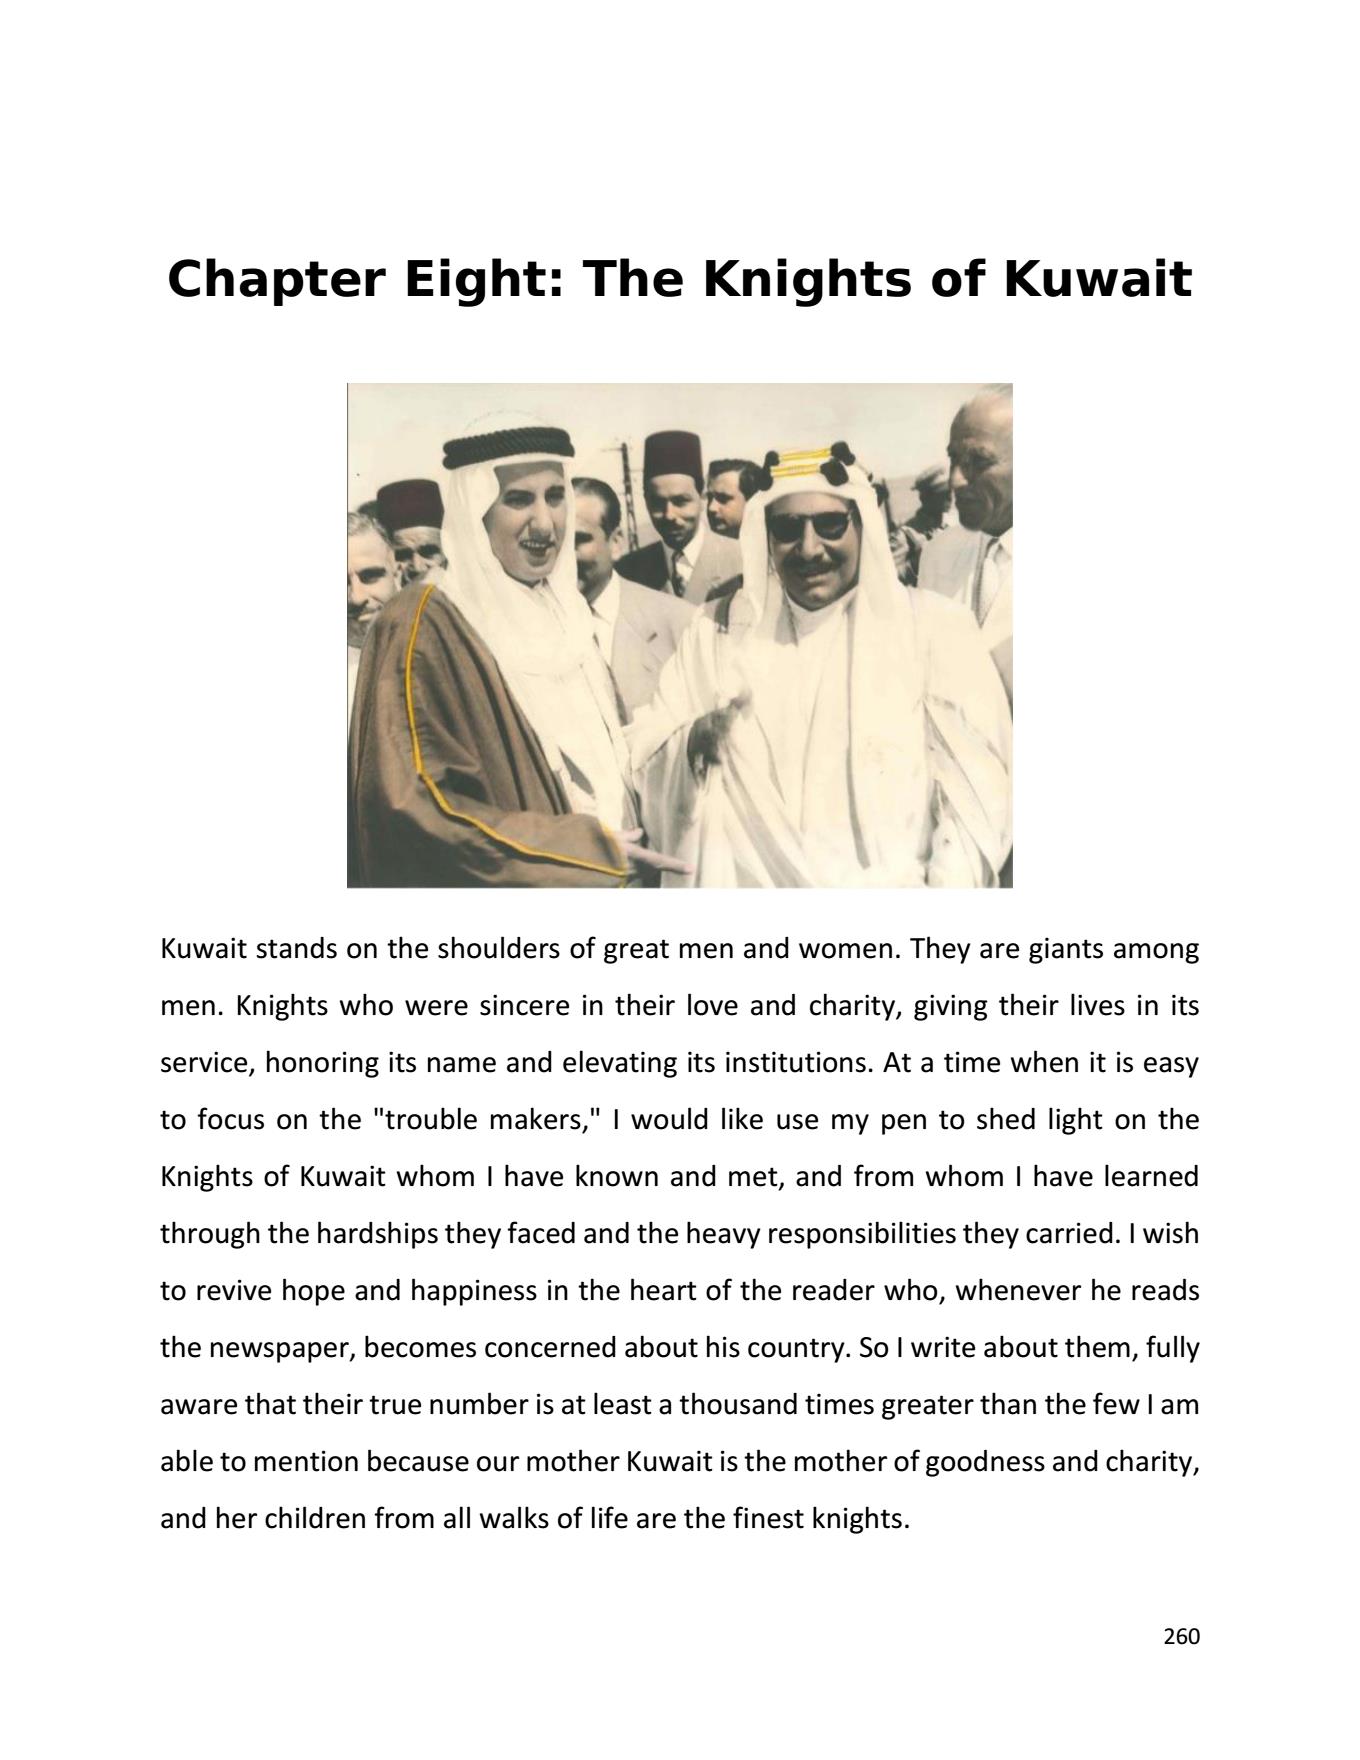 Chapter Eight: The Knights of Kuwait
Kuwait stands on the shoulders of great men and women. They are giants among
men. Knights who were sincere in their love and charity, giving their lives in its
service, honoring its name and elevating its institutions. At a time when it is easy
to focus on the "trouble makers," I would like use my pen to shed light on the
Knights of Kuwait whom I have known and met, and from whom I have learned
through the hardships they faced and the heavy responsibilities they carried. I wish
to revive hope and happiness in the heart of the reader who, whenever he reads
the newspaper, becomes concerned about his country. So I write about them, fully
aware that their true number is at least a thousand times greater than the few I am
able to mention because our mother Kuwait is the mother of goodness and charity,
and her children from all walks of life are the finest knights.
260